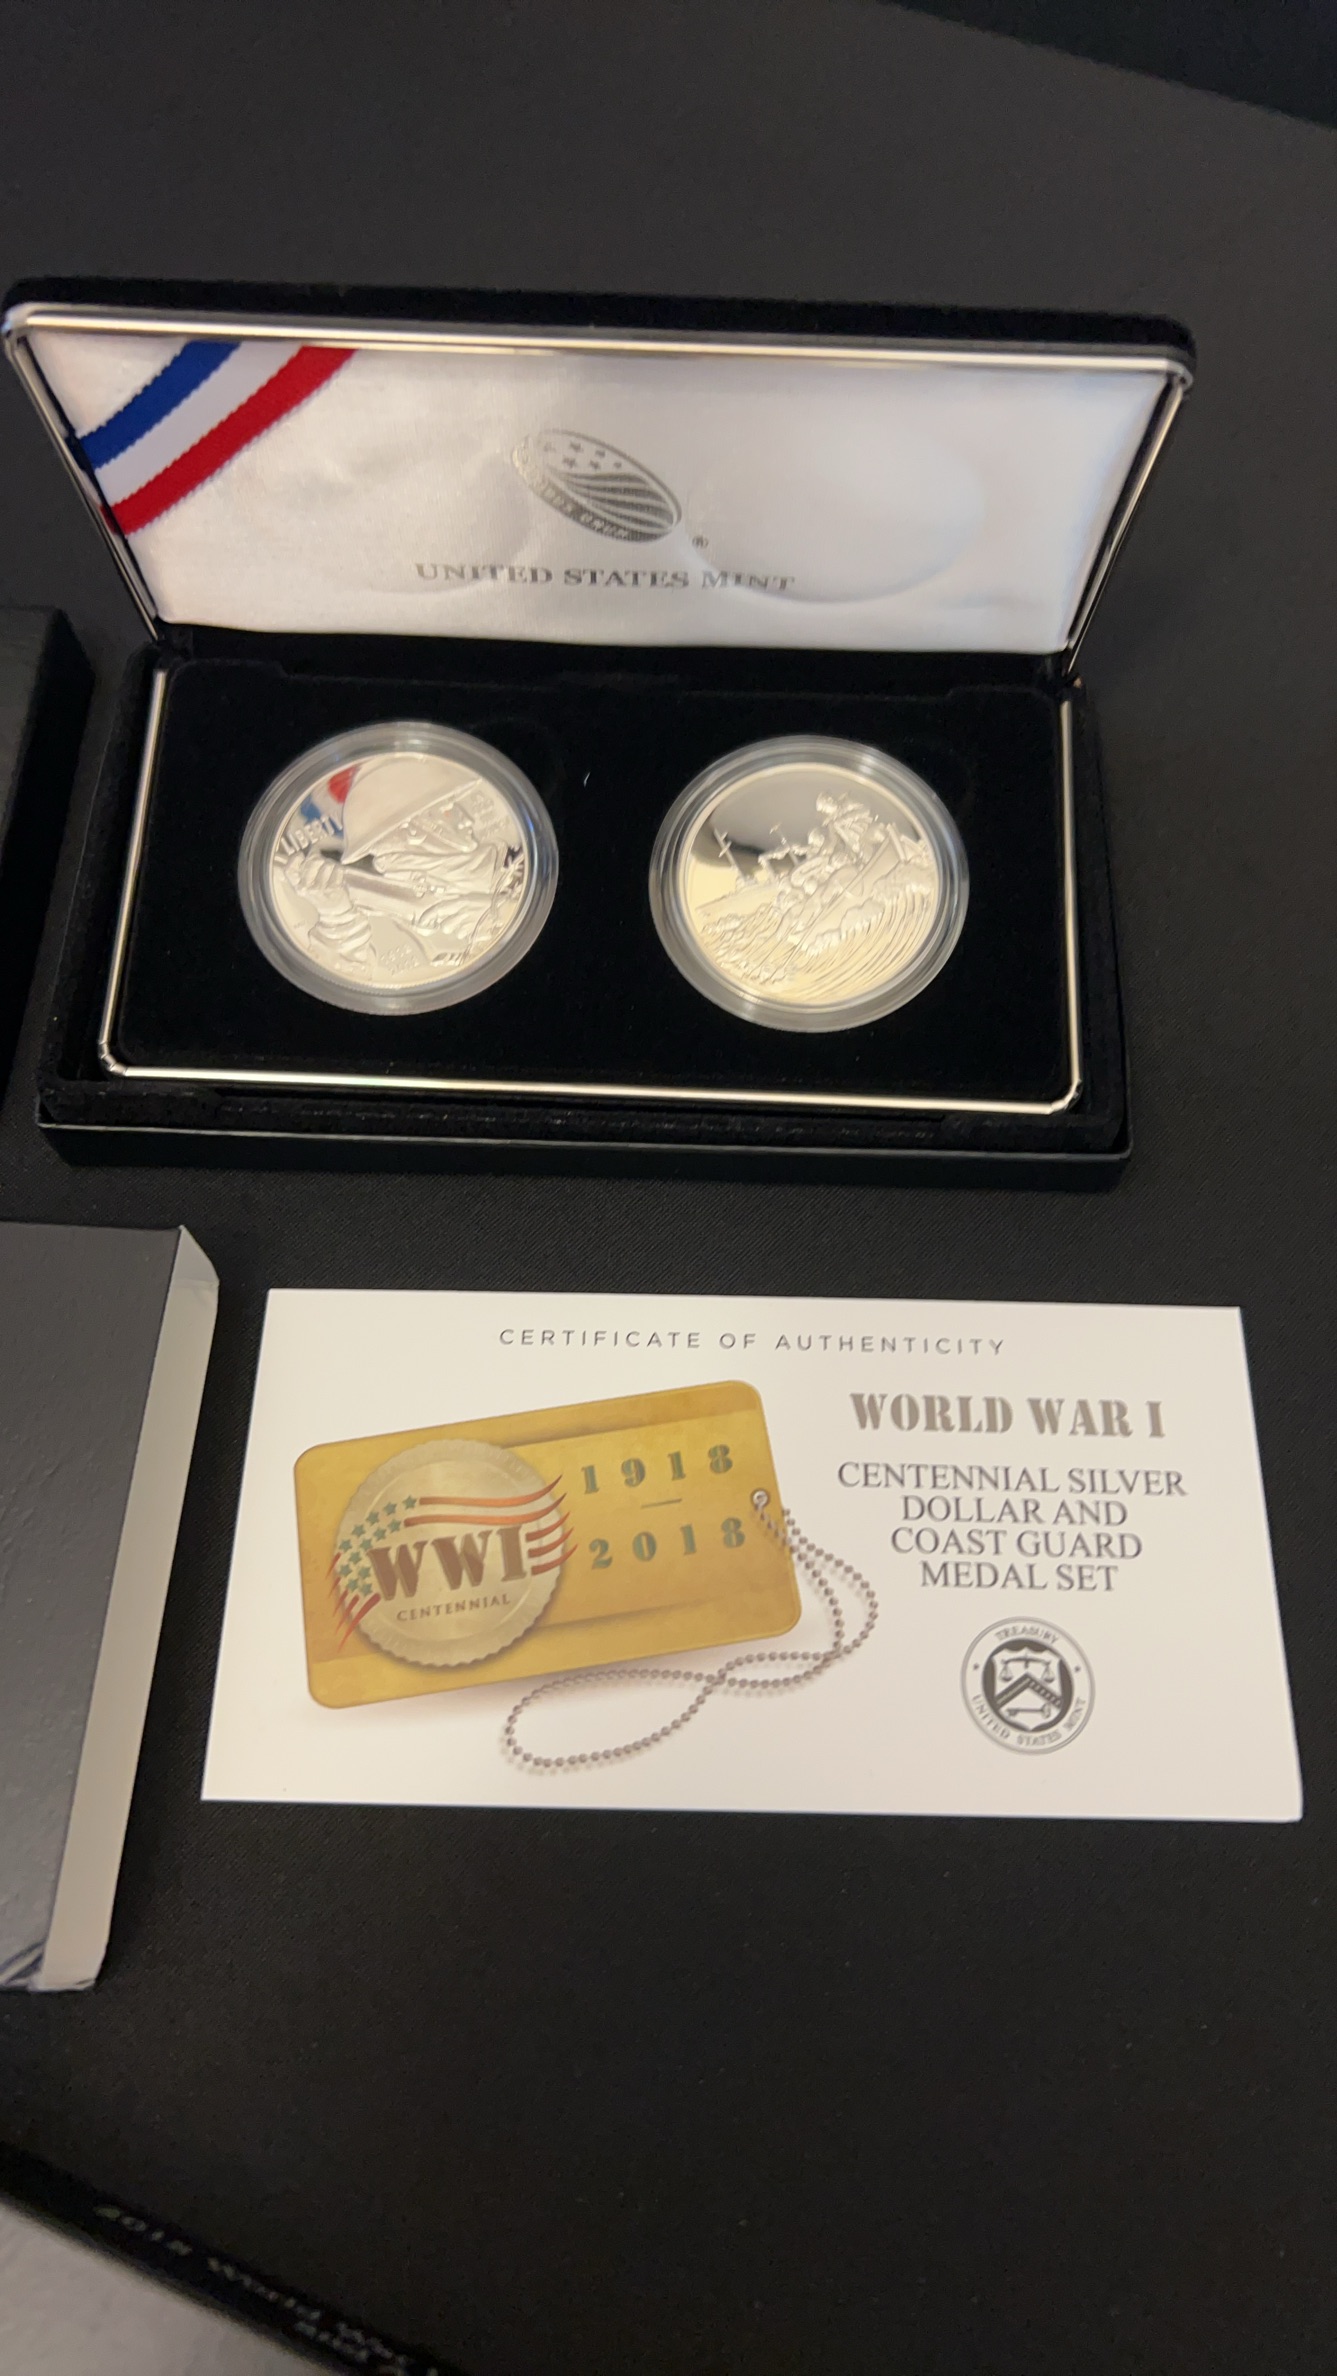 UNITED STATES MINT
®
LIBERTY
CERTIFICATE OF AUTHENTICITY
WORLD WAR I
CENTENNIAL SILVER
DOLLAR AND
COAST GUARD
MEDAL SET
1918
2018
WWI
CENTENNIAL
TREASURY
UNITED STATES MINT